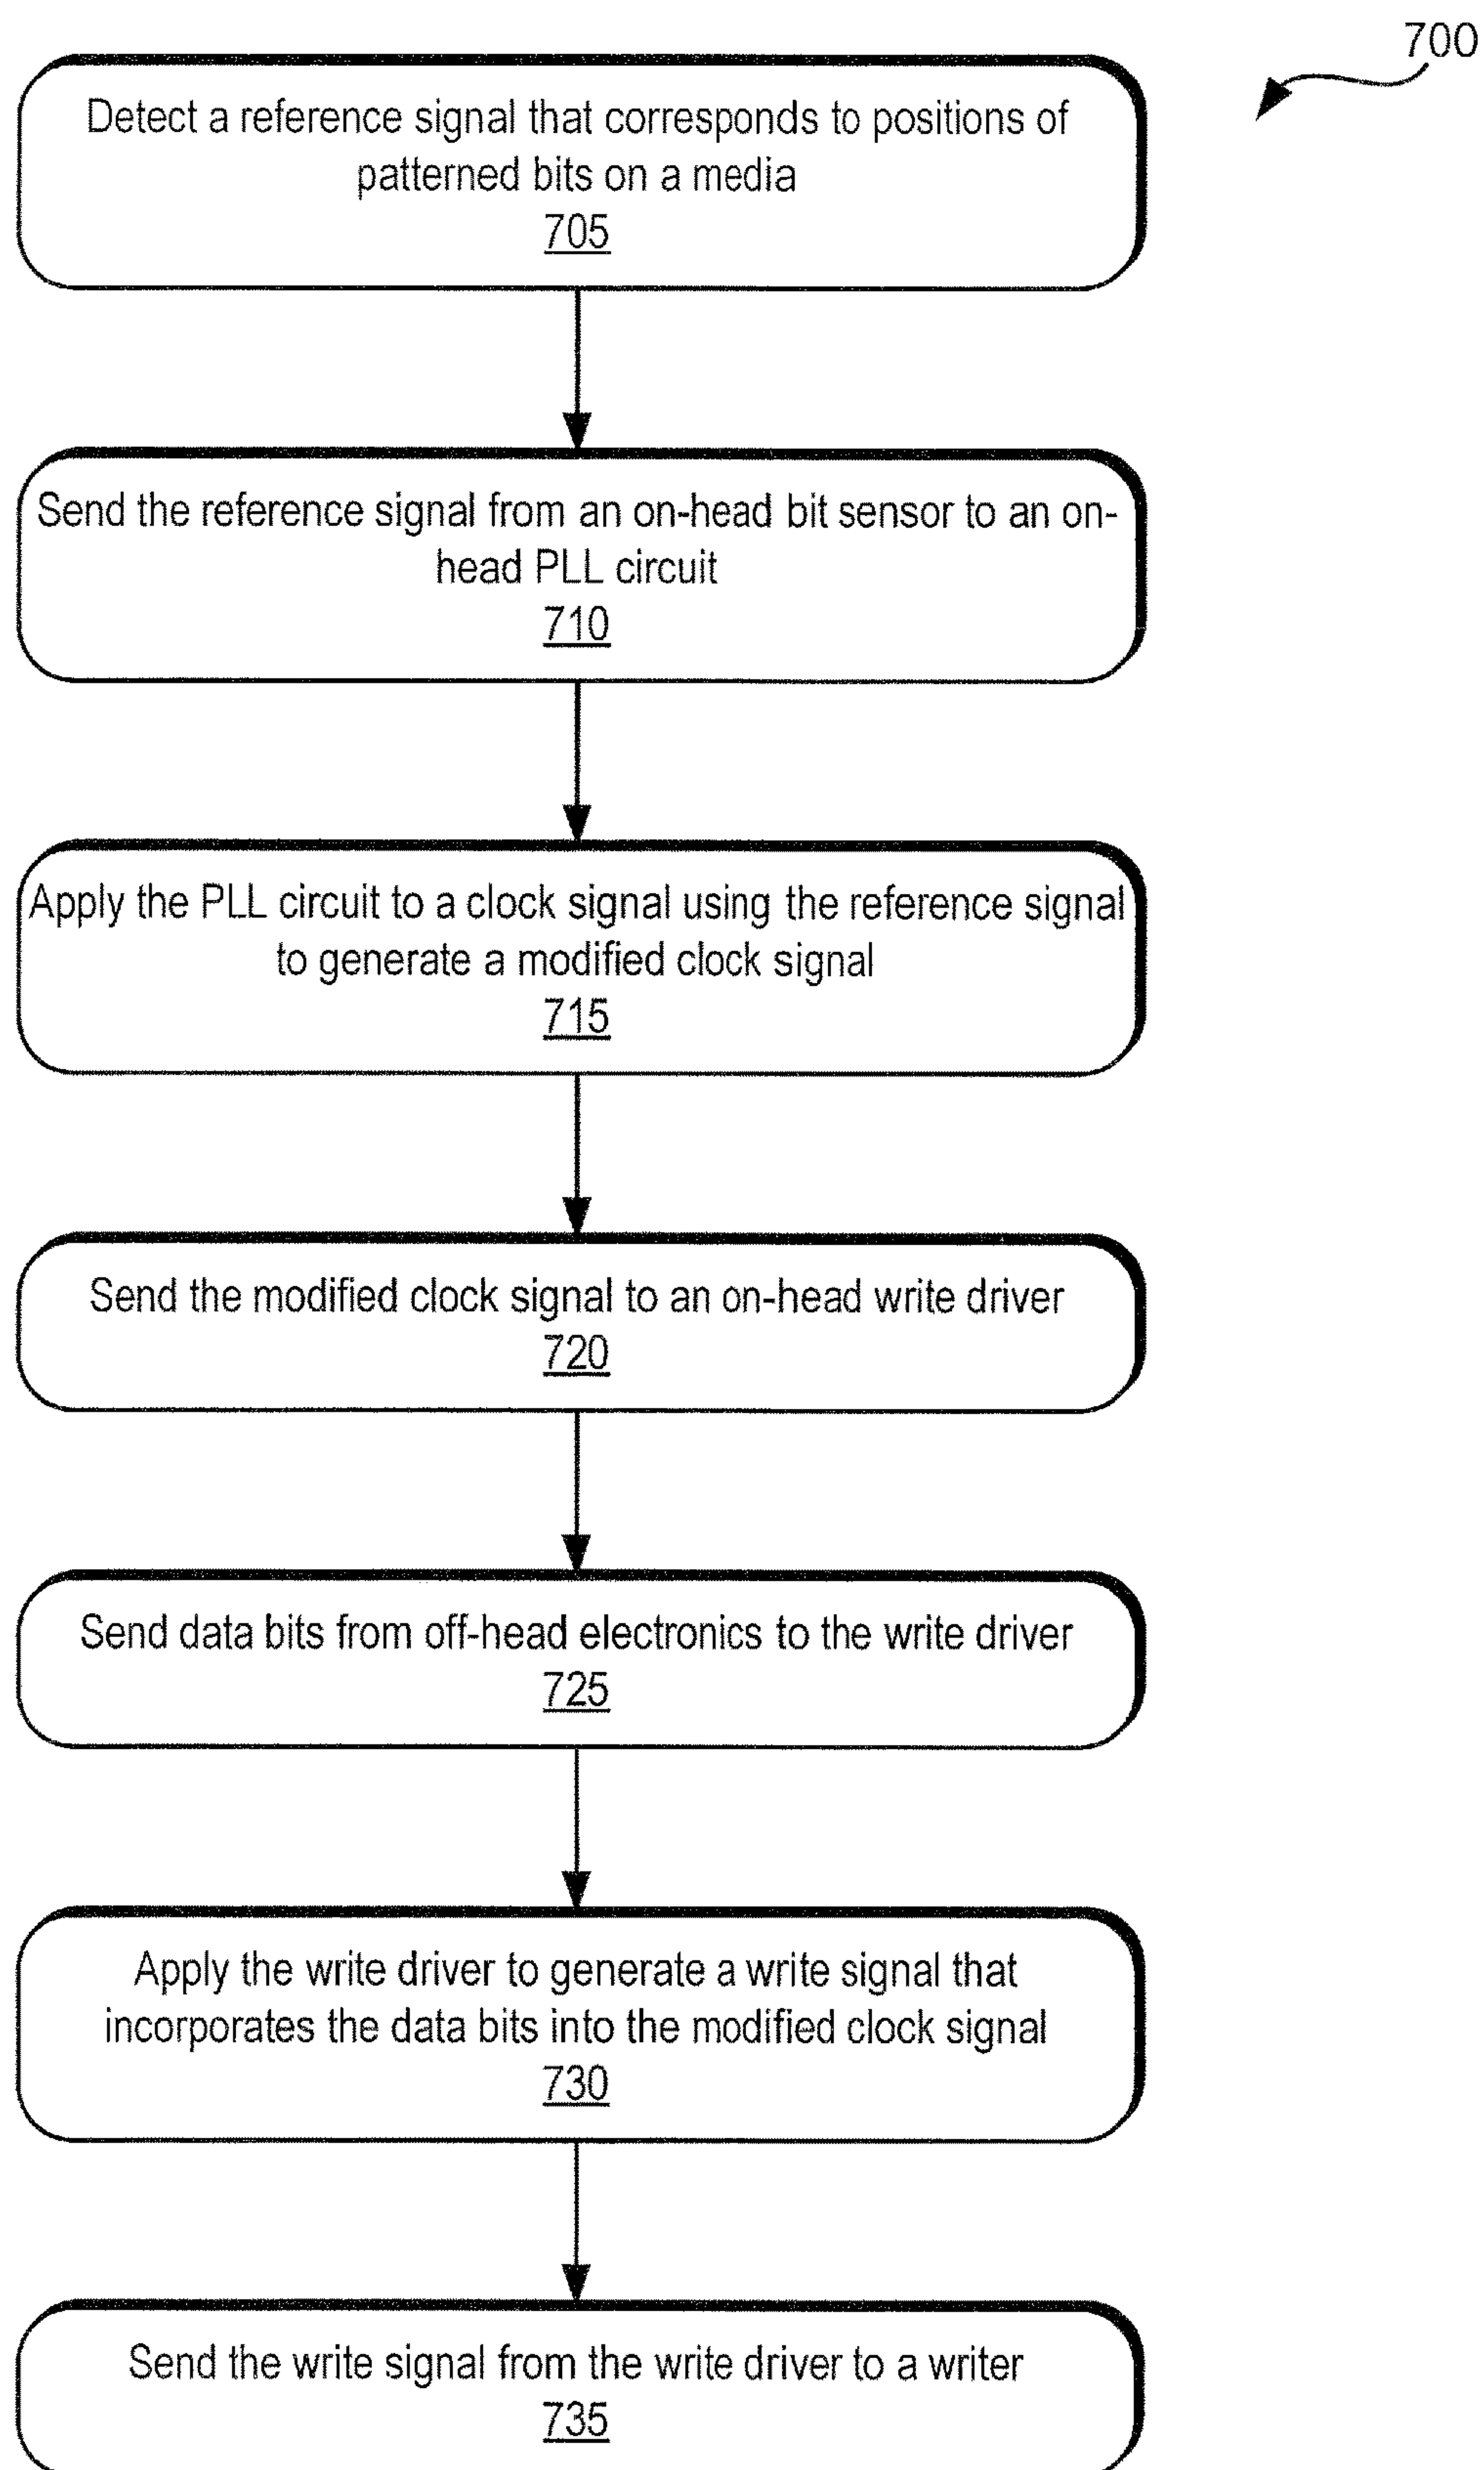 700
Detect a reference signal that corresponds to positions of
patterned bits on a media
705
Send the reference signal from an on-head bit sensor to an on-
head PLL circuit
710
Apply the PLL circuit to a clock signal using the reference signal
to generate a modified clock signal
715
Send the modified clock signal to an on-head write driver
720
Send data bits from off-head electronics to the write driver
725
Apply the write driver to generate a write signal that
incorporates the data bits into the modified clock signal
730
Send the write signal from the write driver to a writer
735